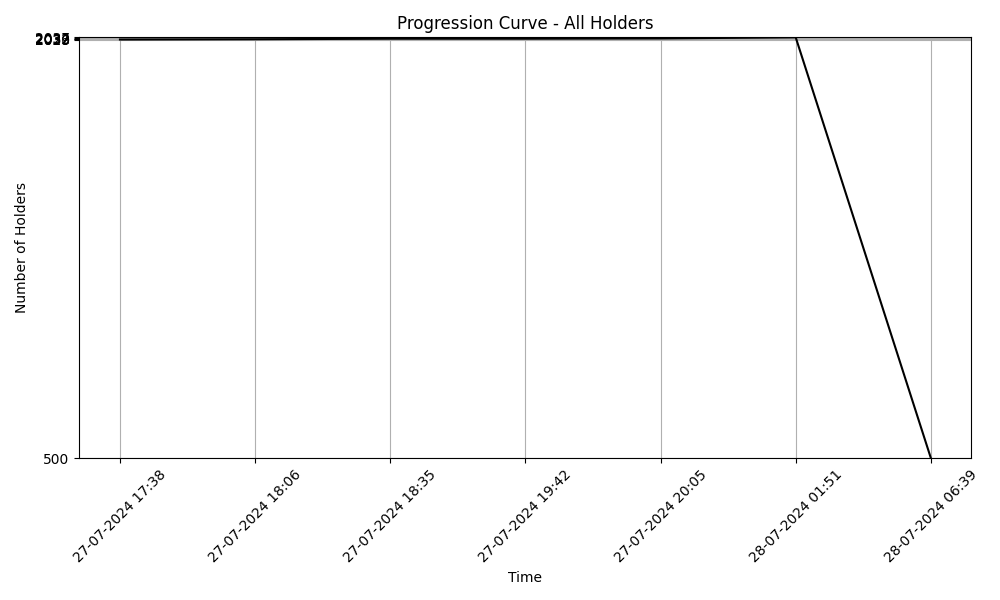 Progression Curve - All Holders
Number of Holders
500
27-07-2024 17:38
27-07-2024 18:06
27-07-2024 18:35
27-07-2024 19:42
27-07-2024 20:05
28-07-2024 01:51
28-07-2024 06:39
Time